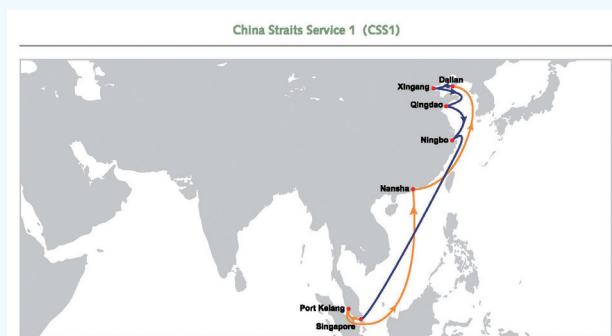 China Straits Service 1 (CSS1)
Dalian
Xingang
Qingdao
Ningbo
Nansha
Port Kelang
Singapore